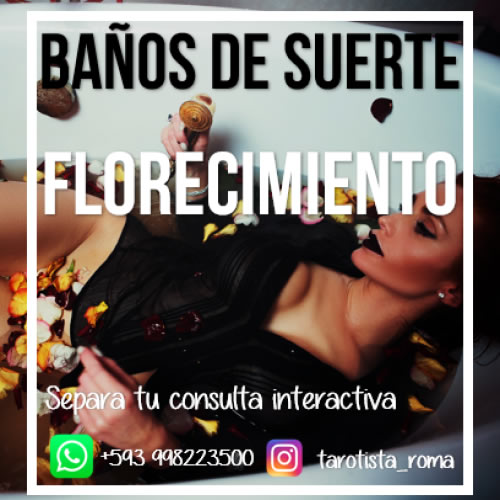 BAÑOS DE SUERTE
FLORECIMIENTO
Separa tu consulta interactiva
+593 998223500 tarotista_roma